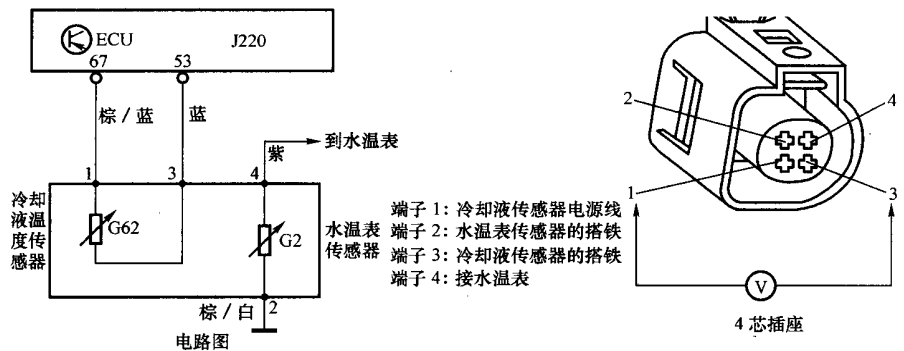 ECU
J220
67
53
棕/蓝
蓝
紫
到水温表
1
3
4
冷却
液温
度传
感器
G62
G2
水温表
传感器
棕/白
2
电路图
端子 1：冷却液传感器电源线
端子 2：水温表传感器的搭铁
端子 3：冷却液传感器的搭铁
端子 4：接水温表
2
4
1
3
V
4 芯插座